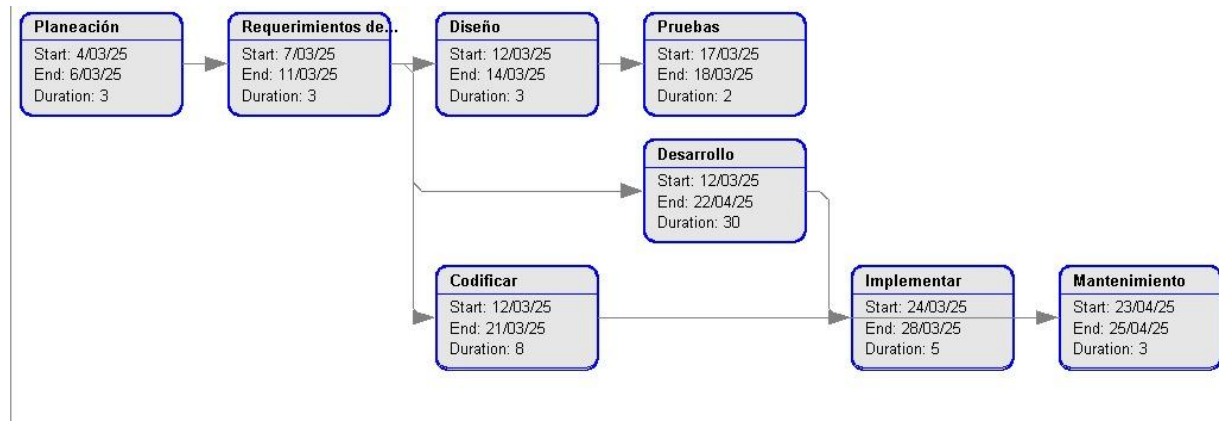 Planeación
Start: 4/03/25
End: 6/03/25
Duration: 3
Requerimientos de...
Start: 7/03/25
End: 11/03/25
Duration: 3
Diseño
Start: 12/03/25
End: 14/03/25
Duration: 3
Pruebas
Start: 17/03/25
End: 18/03/25
Duration: 2
Desarrollo
Start: 12/03/25
End: 22/04/25
Duration: 30
Codificar
Start: 12/03/25
End: 21/03/25
Duration: 8
Implementar
Start: 24/03/25
End: 28/03/25
Duration: 5
Mantenimiento
Start: 23/04/25
End: 25/04/25
Duration: 3